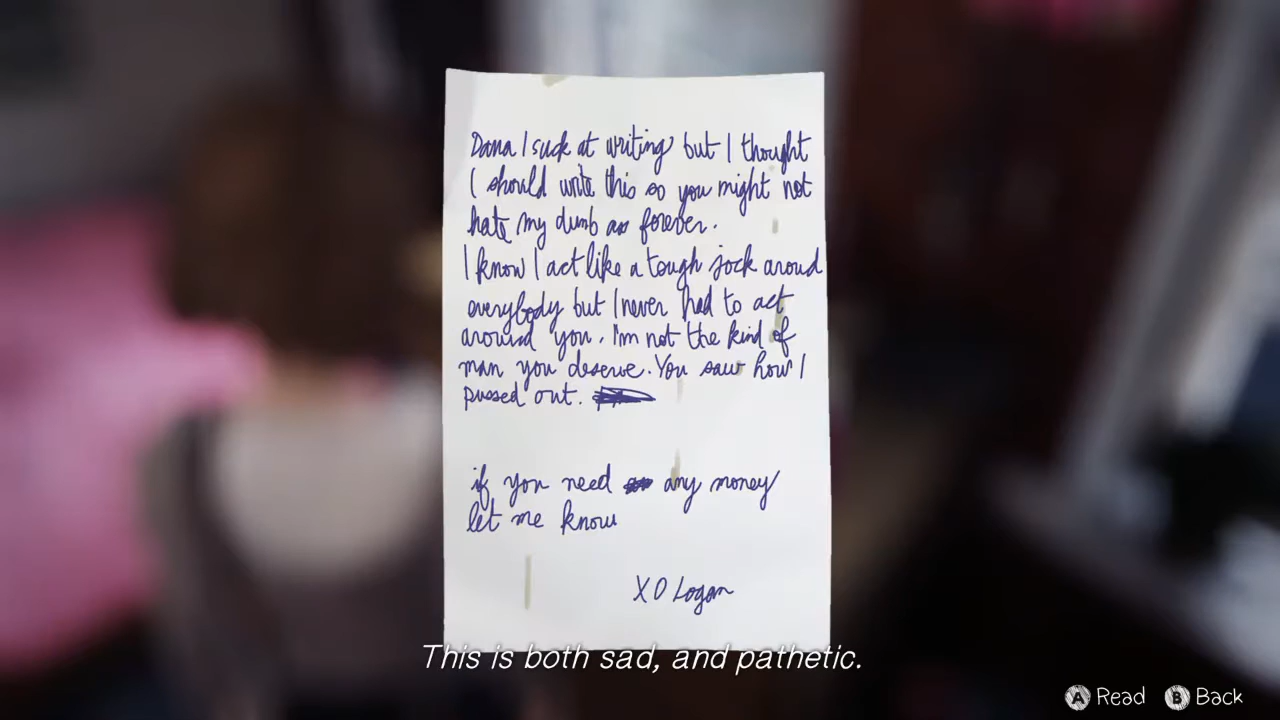 Dana I suck at writing but I thought
I should write this so you might not
hate my dumb ass forever.
I know I act like a tough jock aroud
everybody but I never had to act
around you. I'm not the kind of
man you deserve. You saw how I
pussed out.
if you need any money
let me know
XO Logan
This is both sad, and pathetic.
A Read B Back